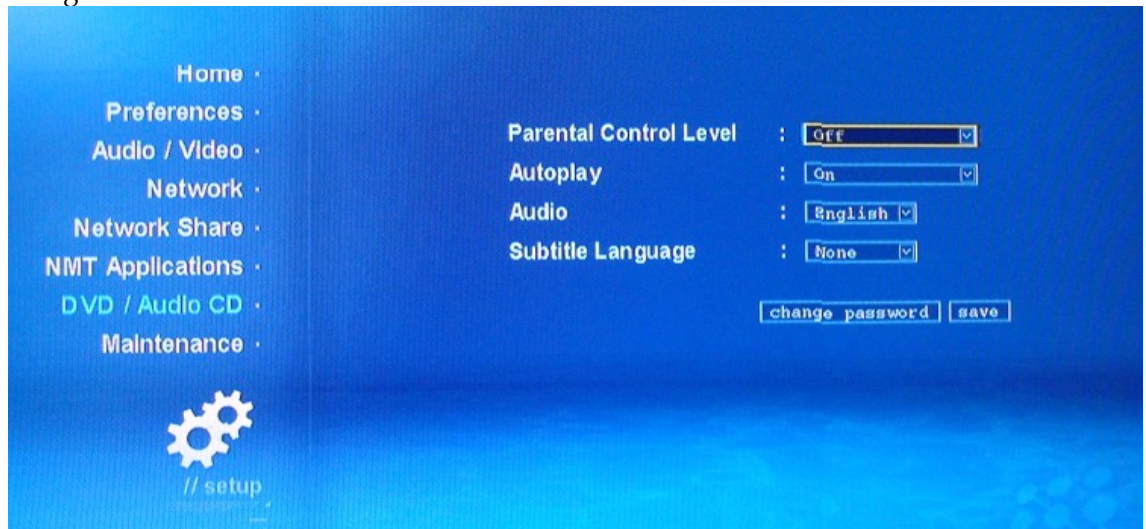 Home ·
Preferences ·
Audio / Video ·
Network ·
Network Share ·
NMT Applications ·
DVD / Audio CD ·
Maintenance ·
Parental Control Level : Off
Autoplay : On
Audio : English
Subtitle Language : None
change password save
// setup